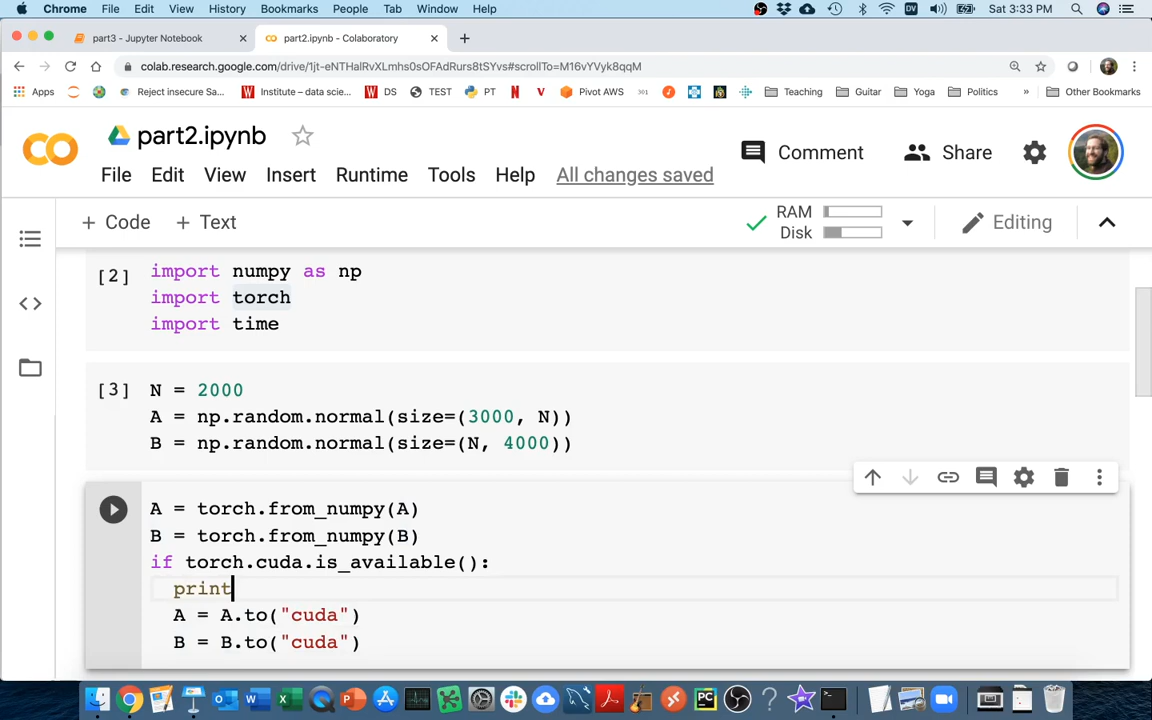 Chrome File Edit View History Bookmarks People Tab Window Help Sat 3:33 PM
part3 - Jupyter Notebook part2.ipynb - Colaboratory
colab.research.google.com/drive/1jt-eNTHalRvXLmhs0sOFAdRurs8tSYvs#scrollTo=M16vYVyk8qqM
Apps Reject insecure Sa... Institute – data scie... DS TEST PT Pivot AWS Teaching Guitar Yoga Politics » Other Bookmarks
part2.ipynb
Comment Share
File Edit View Insert Runtime Tools Help All changes saved
+ Code + Text
RAM
Disk
Editing
[2] import numpy as np
import torch
import time
[3] N = 2000
A = np.random.normal(size=(3000, N))
B = np.random.normal(size=(N, 4000))
A = torch.from_numpy(A)
B = torch.from_numpy(B)
if torch.cuda.is_available():
print
A = A.to("cuda")
B = B.to("cuda")